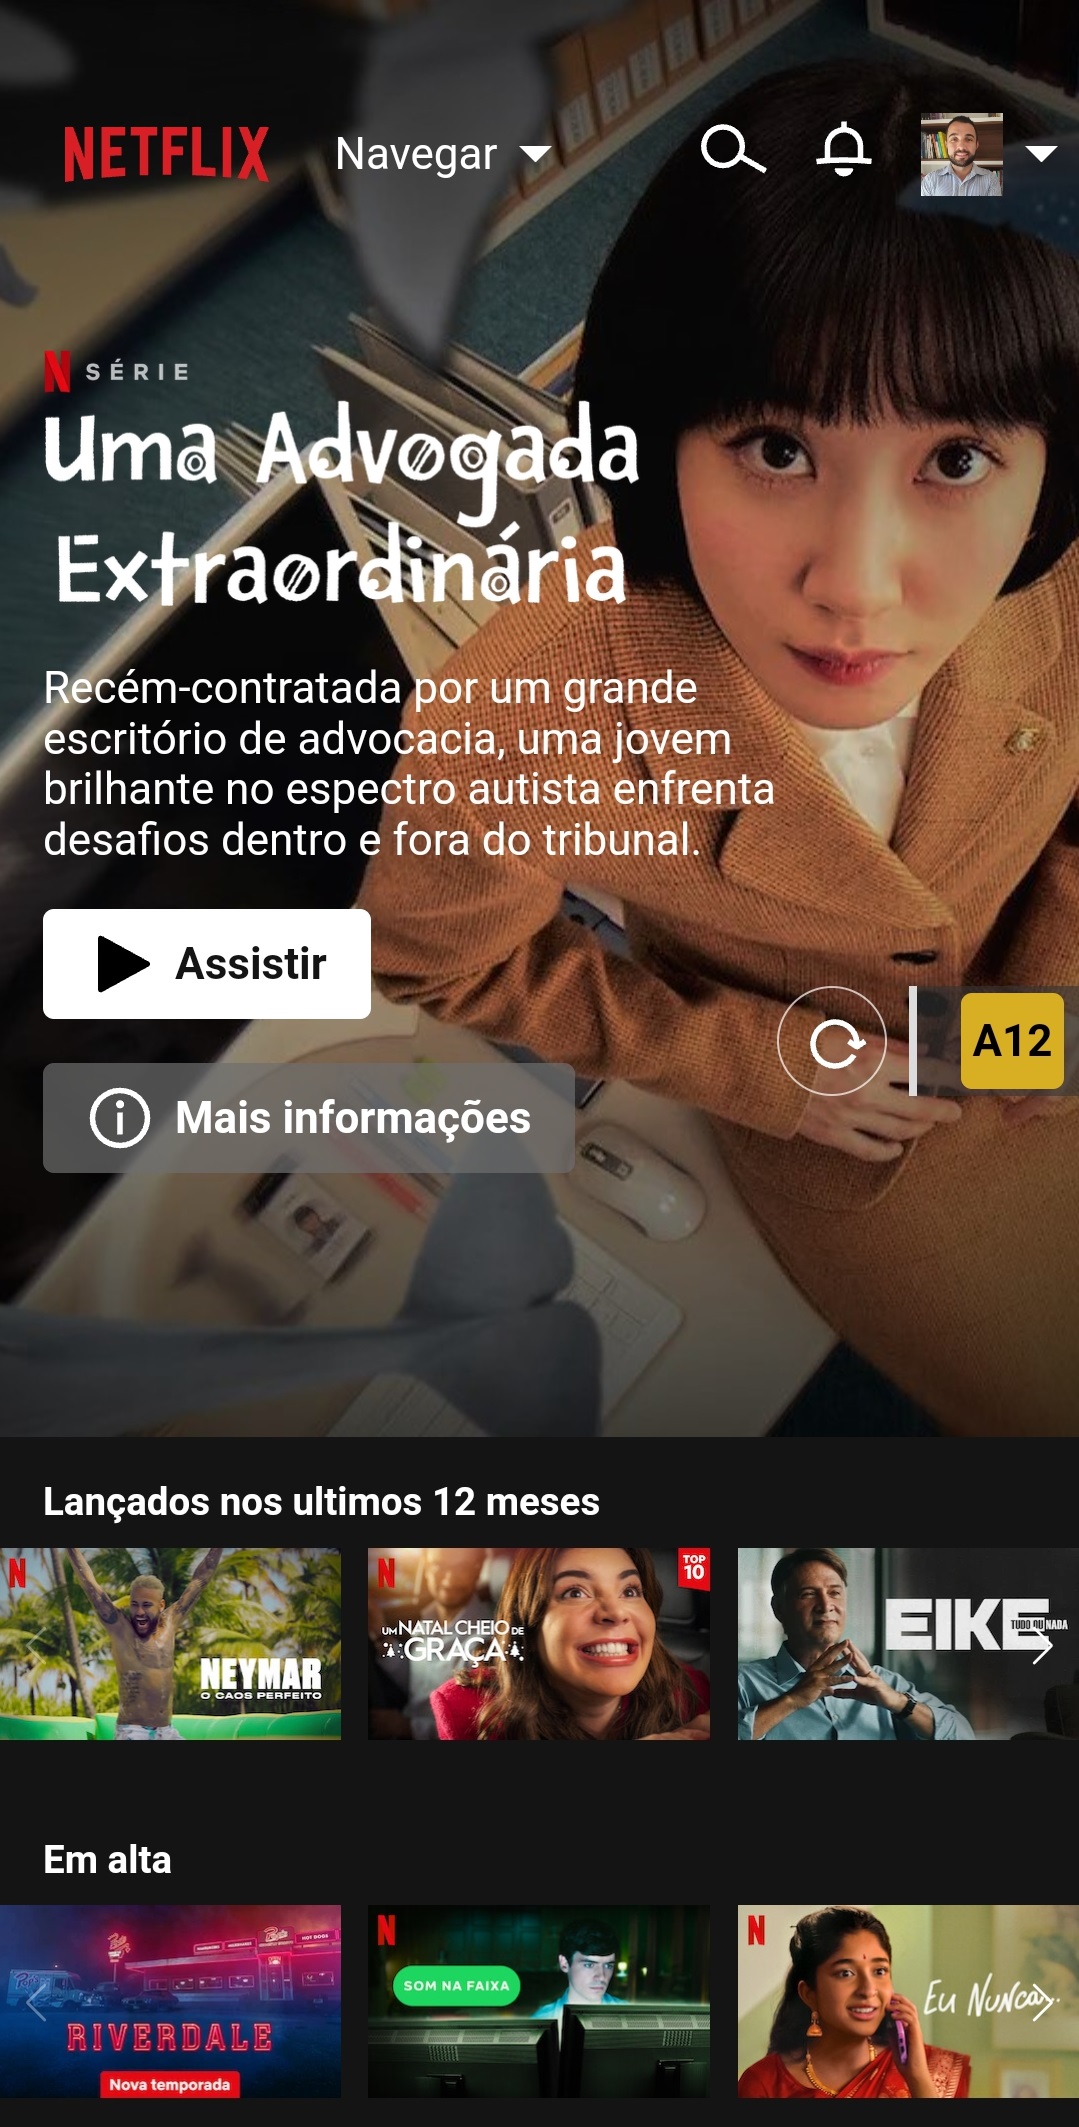 NETFLIX
Navegar
N SÉRIE
Uma Advogada
Extraordinária
Recém-contratada por um grande
escritório de advocacia, uma jovem
brilhante no espectro autista enfrenta
desafios dentro e fora do tribunal.
Assistir
A12
Mais informações
Lançados nos ultimos 12 meses
N
NEYMAR
O CAOS PERFEITO
N
TOP
10
UM NATAL CHEIO DE
GRAÇA
EIKE
TUDO OU NADA
Em alta
RIVERDALE
Nova temporada
N
SOM NA FAIXA
N
EU NUNCA...